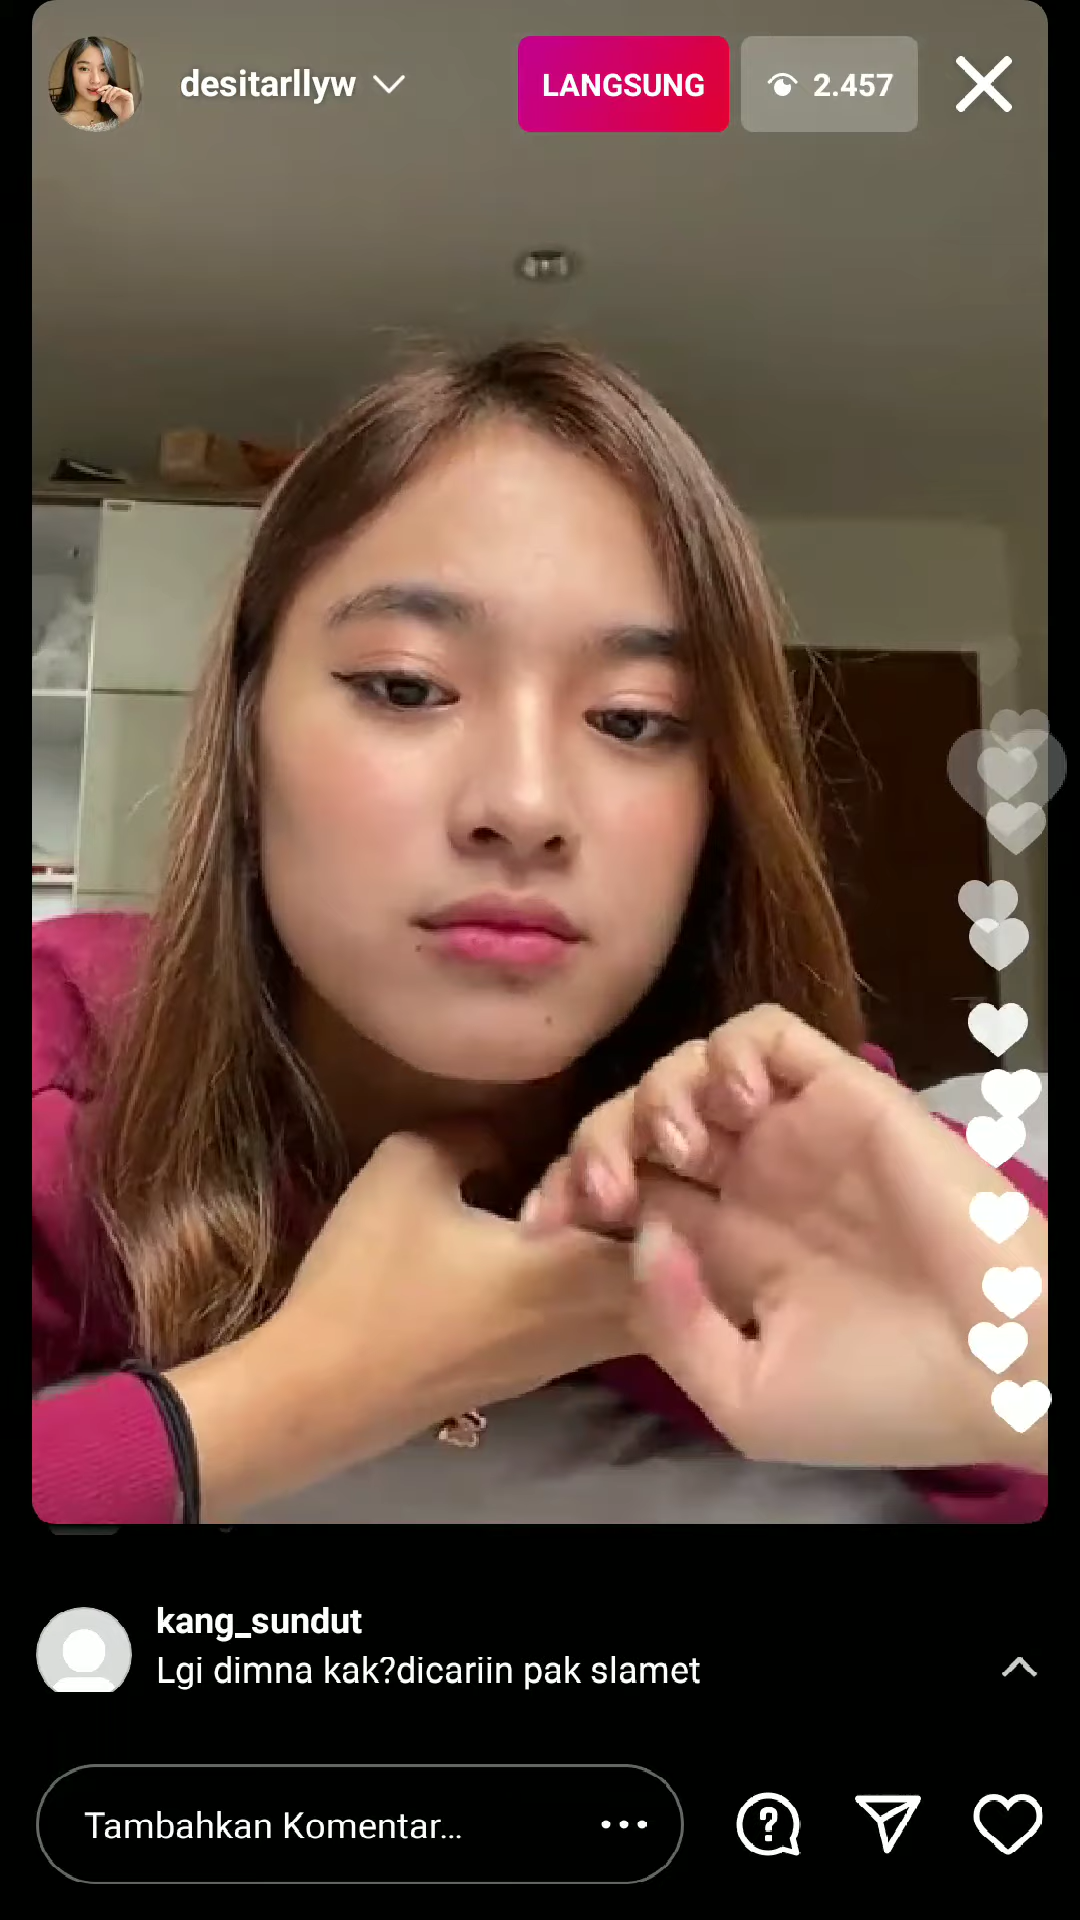 desitarllyw
LANGSUNG
2.457
kang_sundut
Lgi dimna kak?dicariin pak slamet
Tambahkan Komentar...